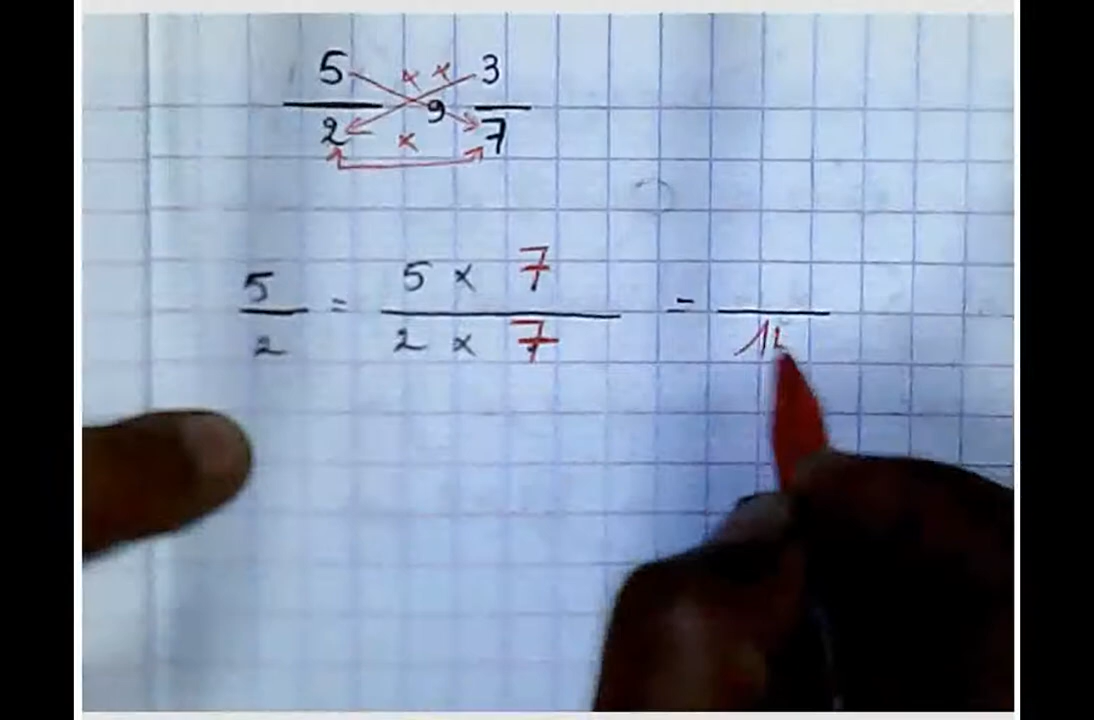 5 × × 3
9
2 × 7
5 × 7
5 = =
2 2 × 7 14